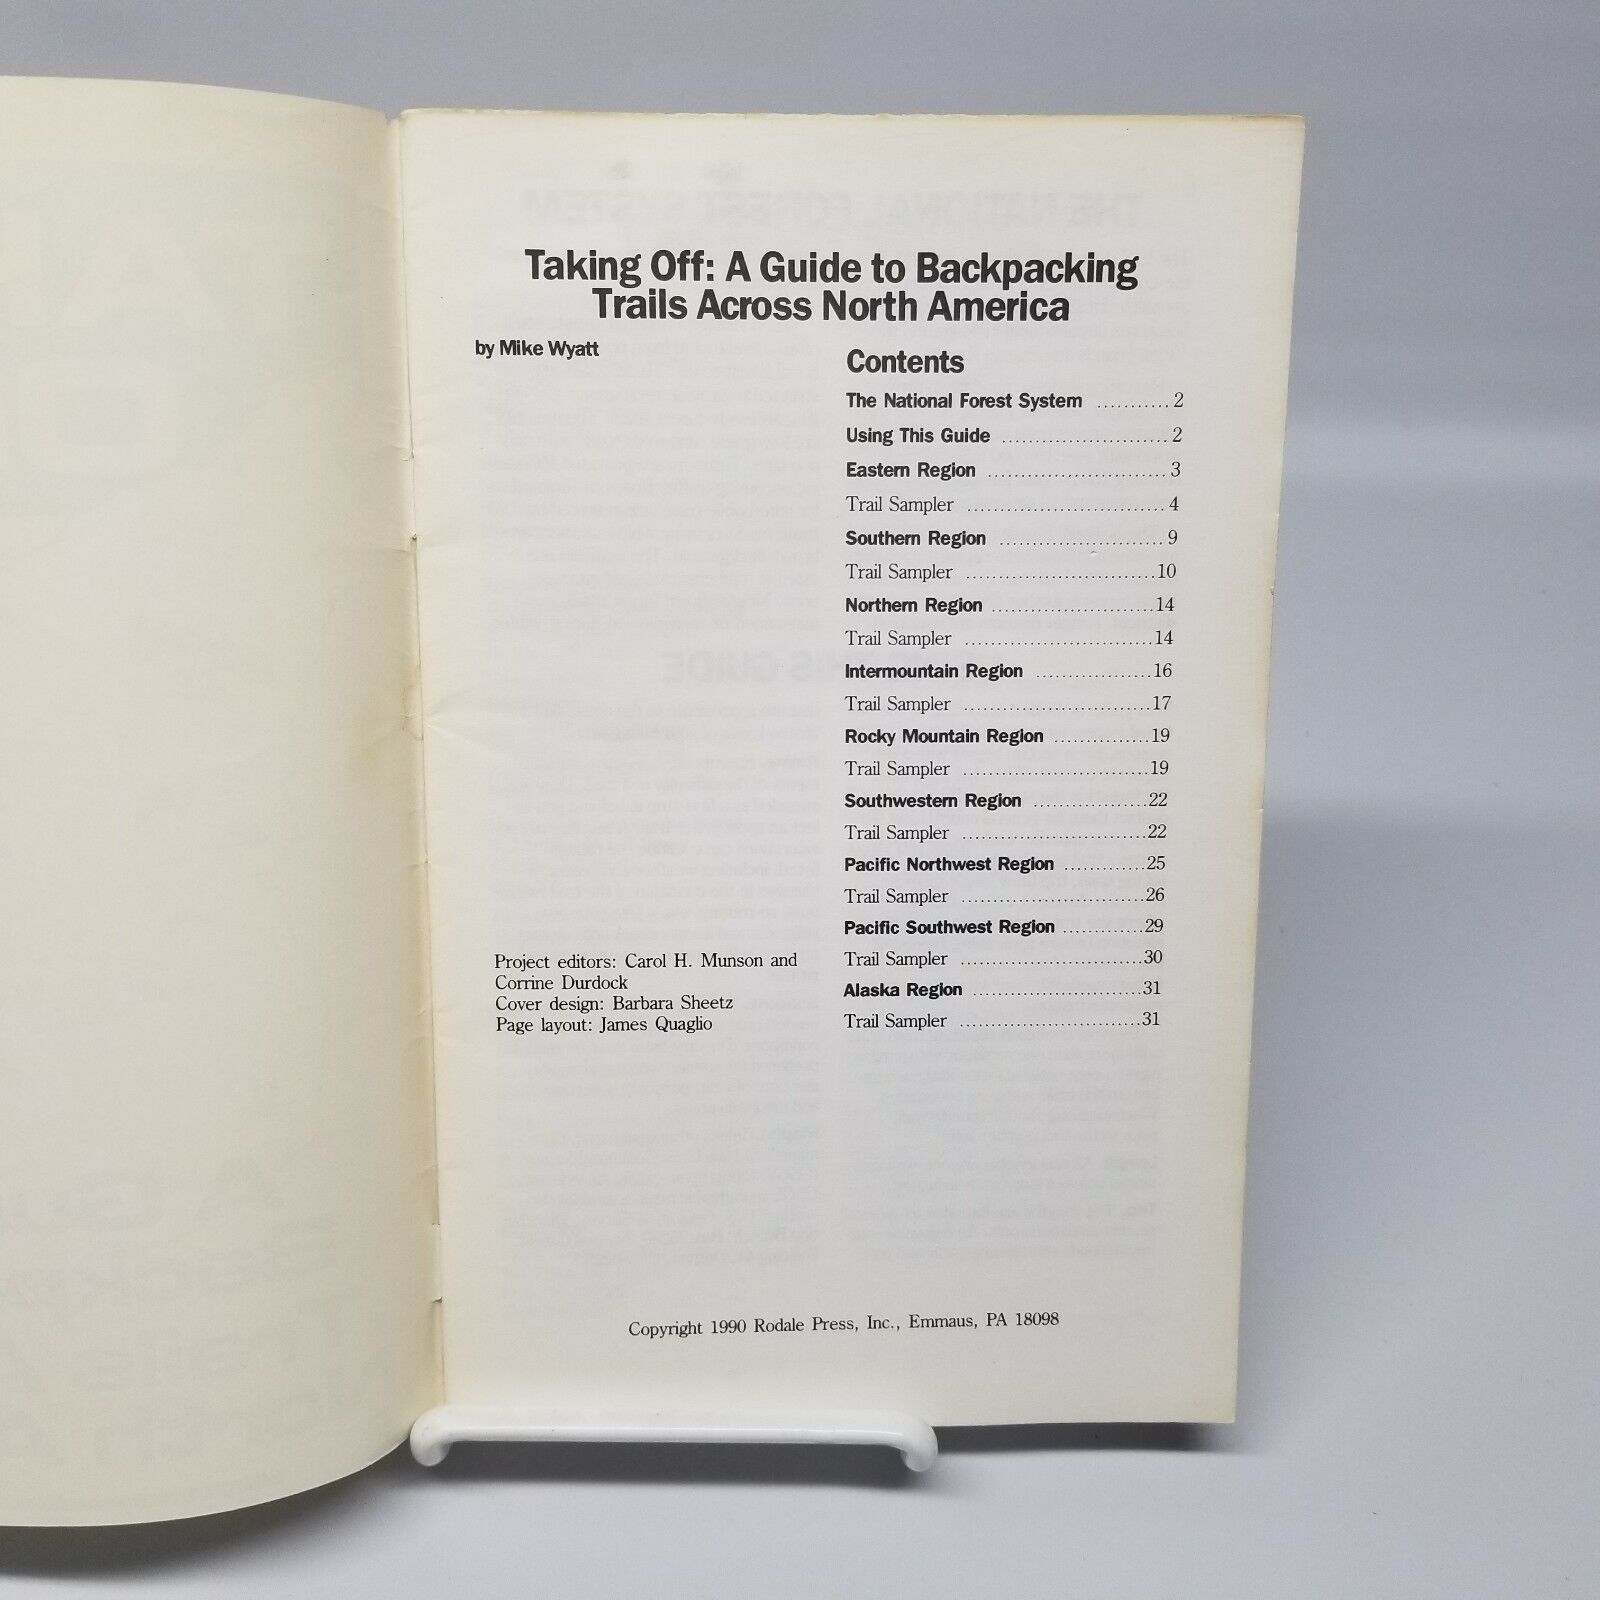 Taking Off: A Guide to Backpacking
Trails Across North America
by Mike Wyatt
Contents
The National Forest System ........... 2
Using This Guide ......................... 2
Eastern Region ........................... 3
Trail Sampler .............................. 4
Southern Region ......................... 9
Trail Sampler .............................10
Northern Region .........................14
Trail Sampler .............................14
Intermountain Region ..................16
Trail Sampler .............................17
Rocky Mountain Region ...............19
Trail Sampler .............................19
Southwestern Region ..................22
Trail Sampler .............................22
Pacific Northwest Region .............25
Trail Sampler .............................26
Pacific Southwest Region .............29
Trail Sampler .............................30
Alaska Region ..........................31
Trail Sampler .............................31
Project editors: Carol H. Munson and
Corrine Durdock
Cover design: Barbara Sheetz
Page layout: James Quaglio
Copyright 1990 Rodale Press, Inc., Emmaus, PA 18098